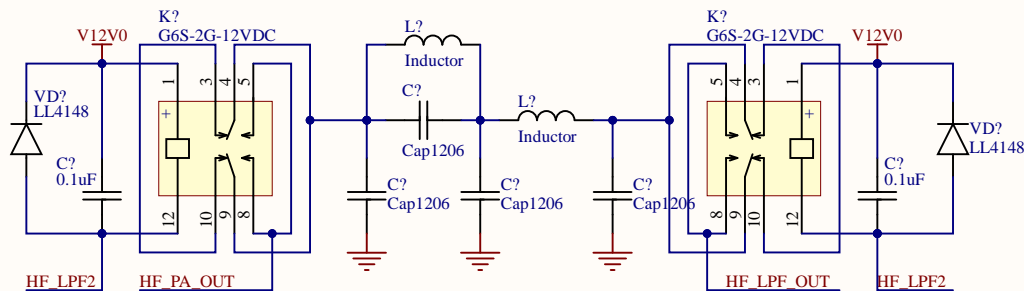 K?
G6S-2G-12VDC
V12V0
VD?
LL4148
C?
0.1uF
+
1
3
4
5
12
10
9
8
HF_LPF2
HF_PA_OUT
L?
Inductor
C?
Cap1206
L?
Inductor
C?
Cap1206
C?
Cap1206
C?
Cap1206
K?
G6S-2G-12VDC
V12V0
5
4
3
1
+
8
9
10
12
VD?
LL4148
C?
0.1uF
HF_LPF_OUT
HF_LPF2